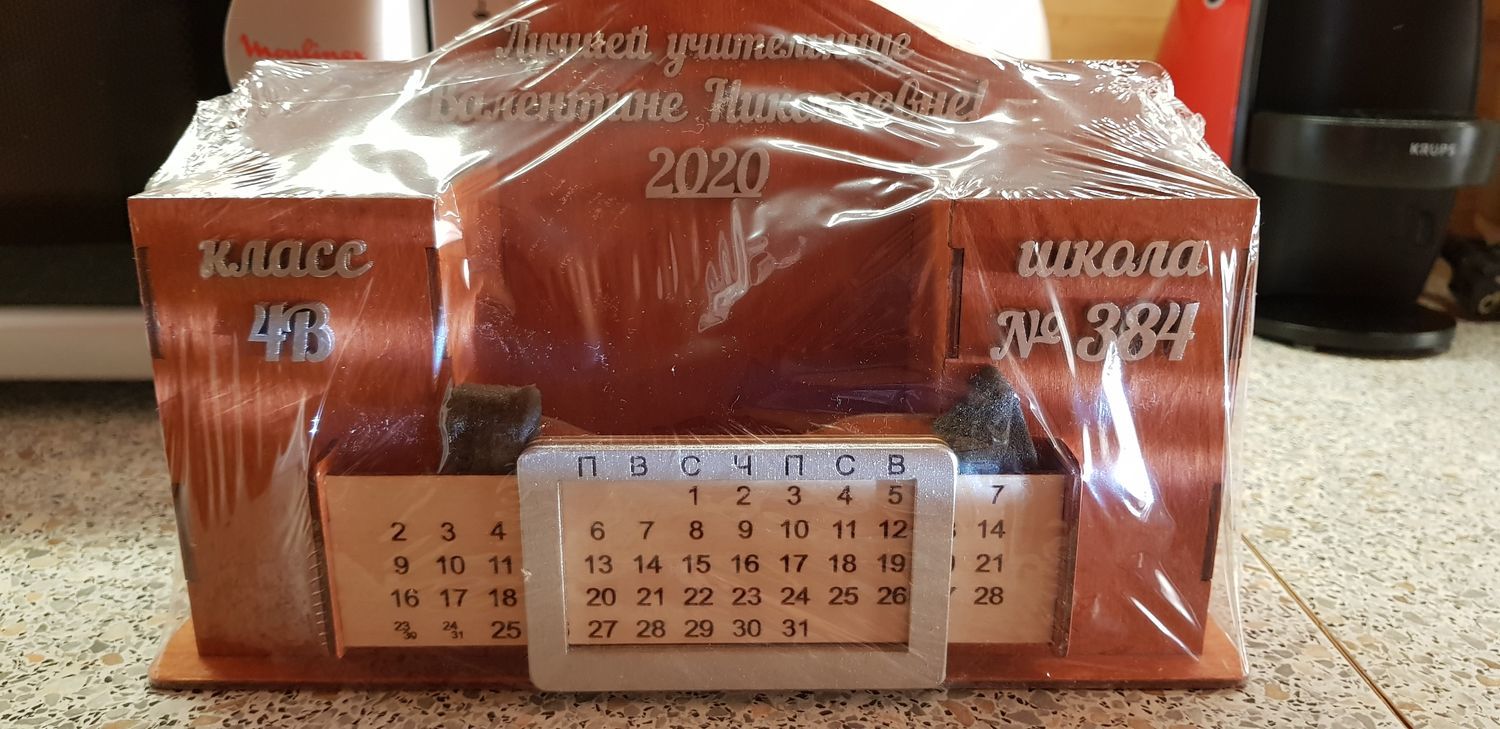 Moulinex
KRUPS
Лучшей учительнице
Валентине Николаевне!
2020
класс
4В
школа
№ 384
П В С Ч П С В
1 2 3 4 5 7
2 3 4 6 7 8 9 10 11 12 14
9 10 11 13 14 15 16 17 18 19 21
16 17 18 20 21 22 23 24 25 26 28
23/30 24/31 25 27 28 29 30 31